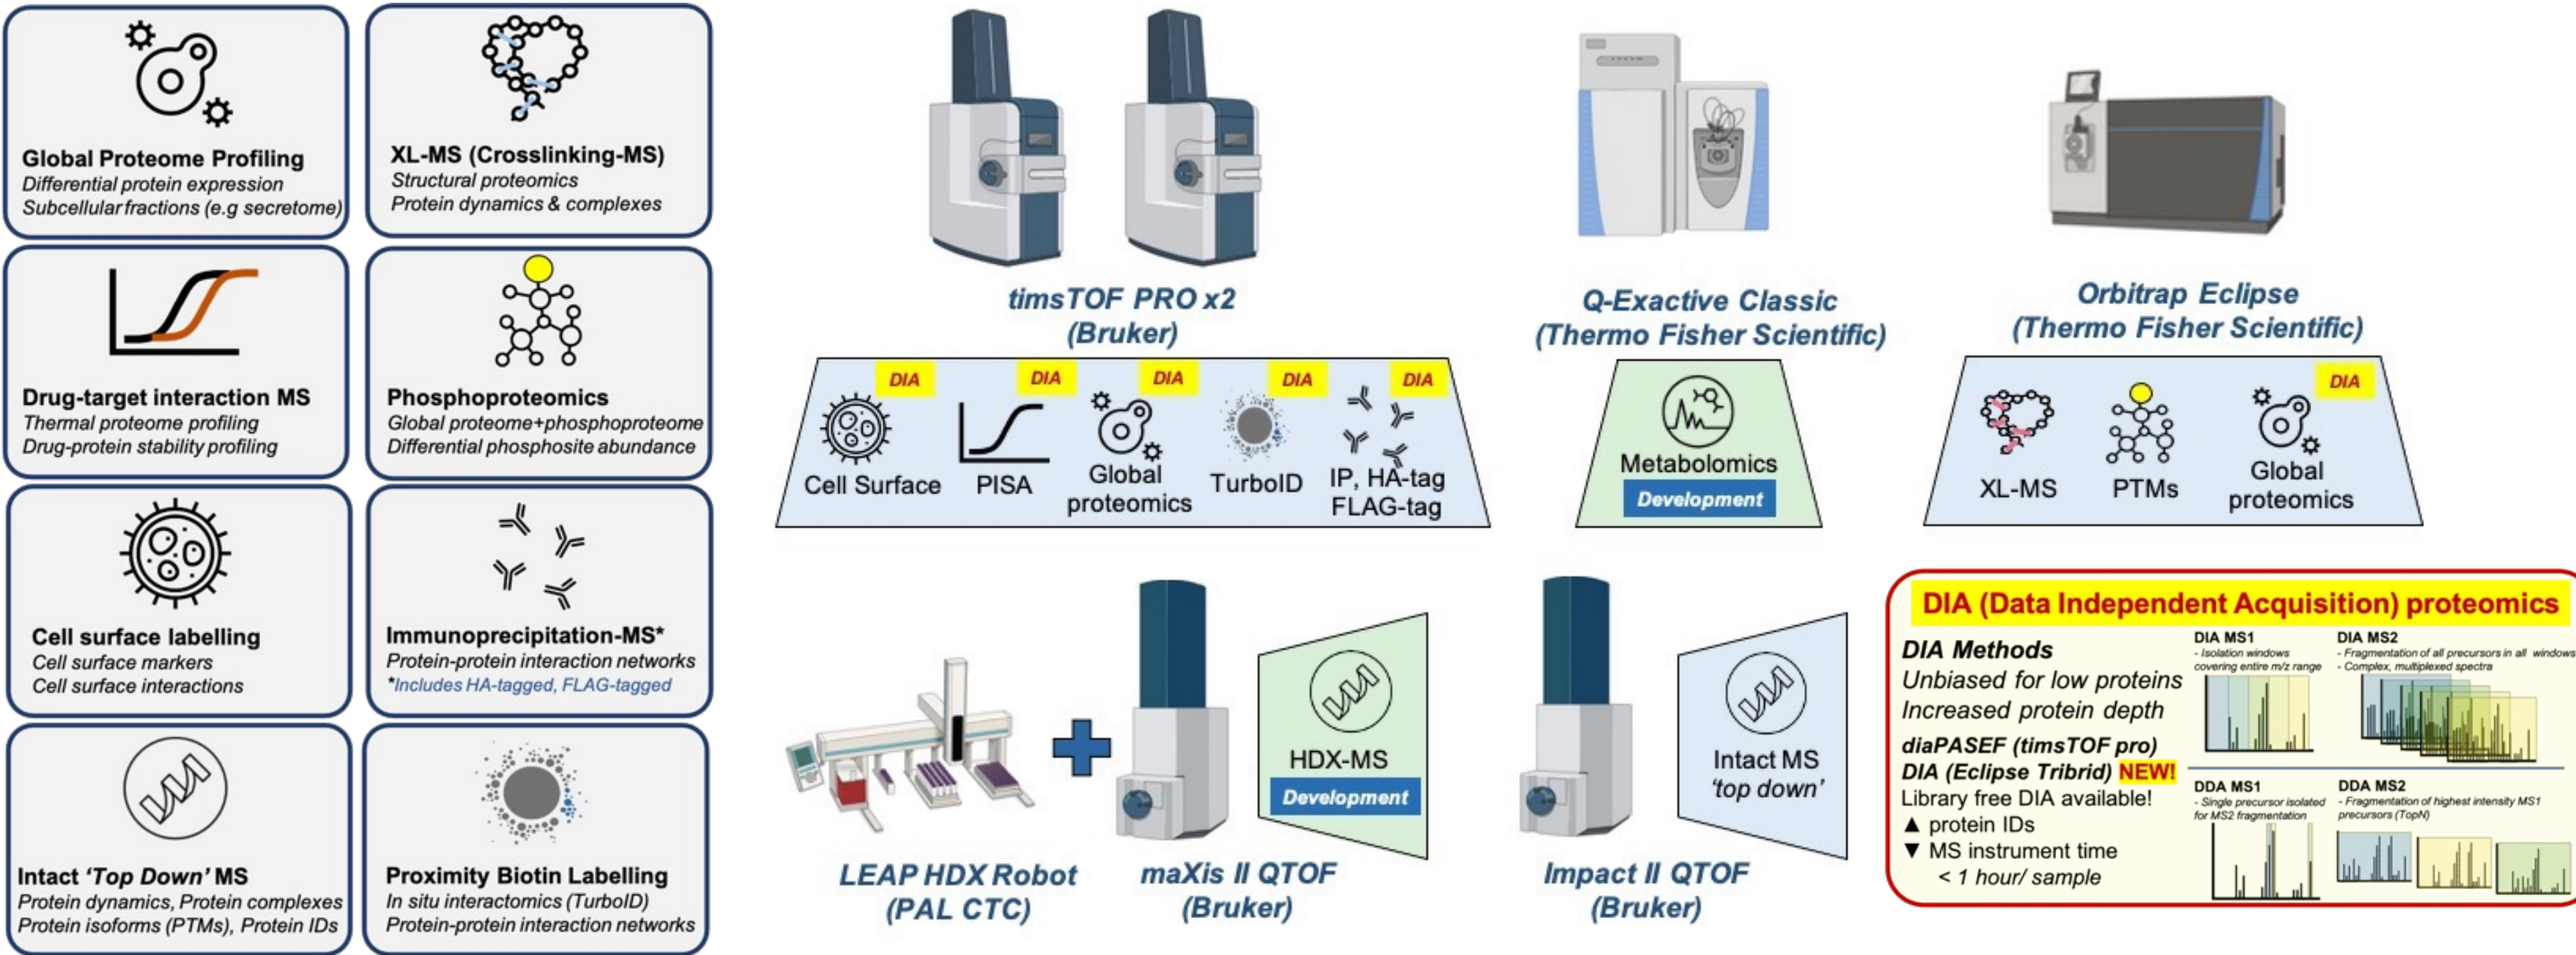 Global Proteome Profiling
Differential protein expression
Subcellular fractions (e.g secretome)
XL-MS (Crosslinking-MS)
Structural proteomics
Protein dynamics & complexes
Drug-target interaction MS
Thermal proteome profiling
Drug-protein stability profiling
Phosphoproteomics
Global proteome+phosphoproteome
Differential phosphosite abundance
Cell surface labelling
Cell surface markers
Cell surface interactions
Immunoprecipitation-MS*
Protein-protein interaction networks
*Includes HA-tagged, FLAG-tagged
Intact ‘Top Down’ MS
Protein dynamics, Protein complexes
Protein isoforms (PTMs), Protein IDs
Proximity Biotin Labelling
In situ interactomics (TurboID)
Protein-protein interaction networks
timsTOF PRO x2
(Bruker)
DIA
DIA
DIA
DIA
DIA
Cell Surface
PISA
Global
proteomics
TurboID
IP, HA-tag
FLAG-tag
Q-Exactive Classic
(Thermo Fisher Scientific)
Metabolomics
Development
Orbitrap Eclipse
(Thermo Fisher Scientific)
DIA
XL-MS
PTMs
Global
proteomics
HDX-MS
Development
LEAP HDX Robot
(PAL CTC)
maXis II QTOF
(Bruker)
Intact MS
‘top down’
Impact II QTOF
(Bruker)
DIA (Data Independent Acquisition) proteomics
DIA Methods
Unbiased for low proteins
Increased protein depth
diaPASEF (timsTOF pro)
DIA (Eclipse Tribrid) NEW!
Library free DIA available!
▲ protein IDs
▼ MS instrument time
< 1 hour/ sample
DIA MS1
- Isolation windows
covering entire m/z range
DIA MS2
- Fragmentation of all precursors in all windows
- Complex, multiplexed spectra
DDA MS1
- Single precursor isolated
for MS2 fragmentation
DDA MS2
- Fragmentation of highest intensity MS1
precursors (TopN)